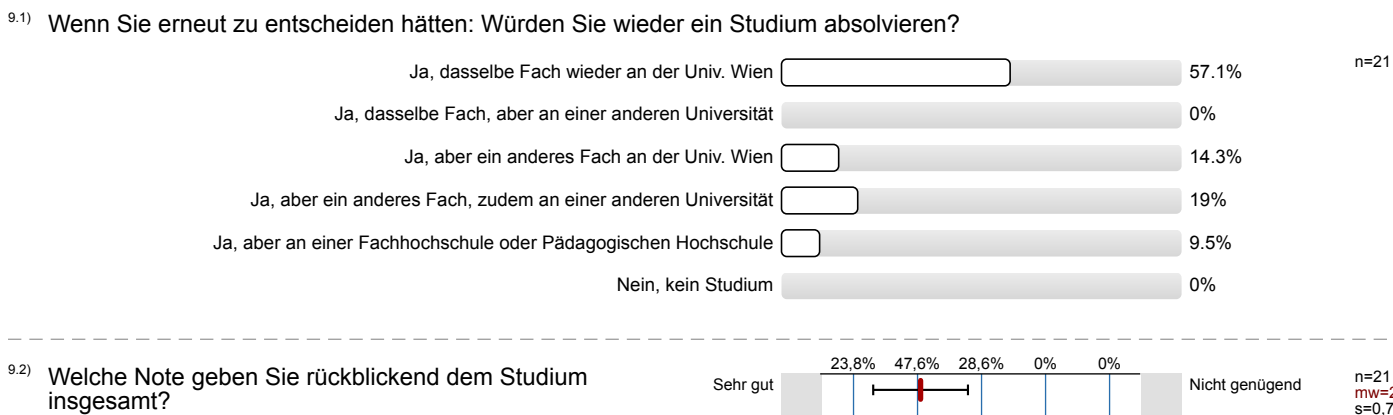 9.1) Wenn Sie erneut zu entscheiden hätten: Würden Sie wieder ein Studium absolvieren?
Ja, dasselbe Fach wieder an der Univ. Wien 57.1% n=21
Ja, dasselbe Fach, aber an einer anderen Universität 0%
Ja, aber ein anderes Fach an der Univ. Wien 14.3%
Ja, aber ein anderes Fach, zudem an einer anderen Universität 19%
Ja, aber an einer Fachhochschule oder Pädagogischen Hochschule 9.5%
Nein, kein Studium 0%
9.2) Welche Note geben Sie rückblickend dem Studium
insgesamt?
23,8% 47,6% 28,6% 0% 0%
Sehr gut Nicht genügend n=21
mw=2
s=0,7